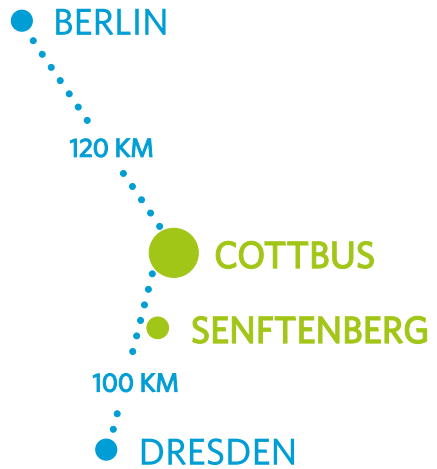 BERLIN
120 KM
COTTBUS
SENFTENBERG
100 KM
DRESDEN